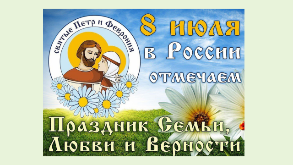 святые Петр и Феврония
8 июля
в России
отмечаем
Праздник Семьи,
Любви и Верности